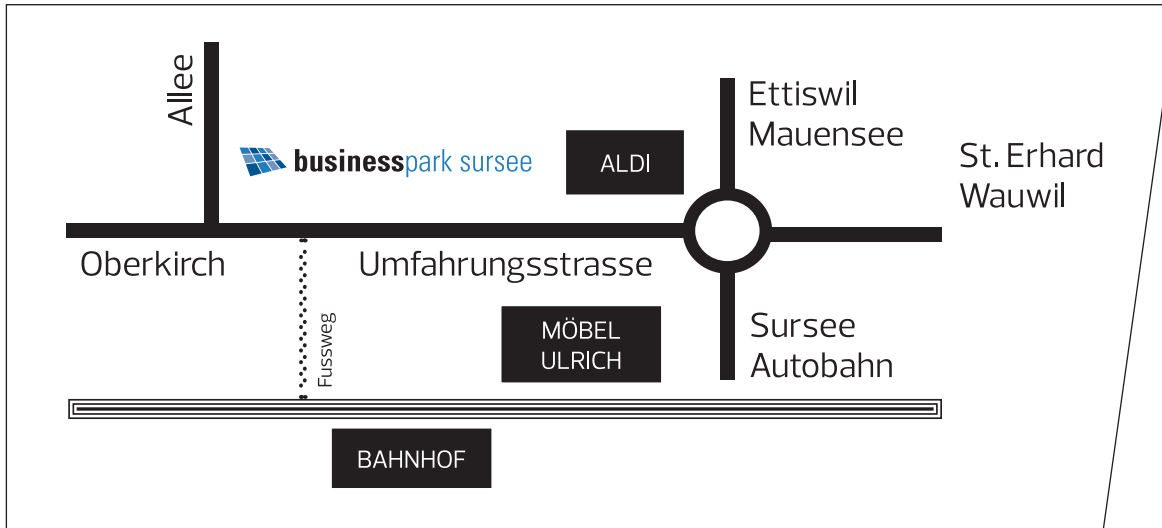 Allee
businesspark sursee
ALDI
Ettiswil
Mauensee
St. Erhard
Wauwil
Oberkirch
Umfahrungsstrasse
Fussweg
MÖBEL
ULRICH
Sursee
Autobahn
BAHNHOF